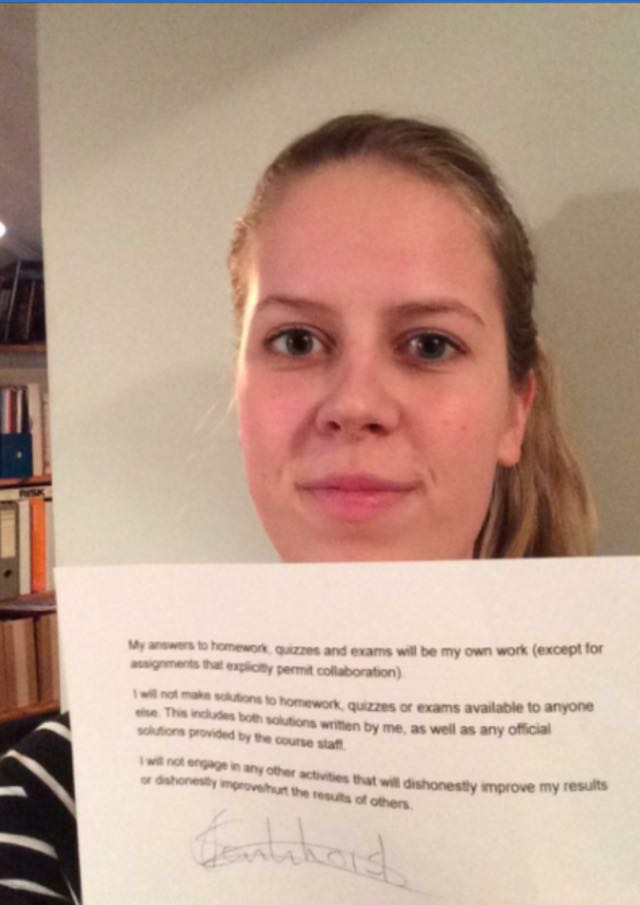 RISK
My answers to homework, quizzes and exams will be my own work (except for
assignments that explicitly permit collaboration).
I will not make solutions to homework, quizzes or exams available to anyone
else. This includes both solutions written by me, as well as any official
solutions provided by the course staff.
I will not engage in any other activities that will dishonestly improve my results
or dishonestly improve/hurt the results of others.